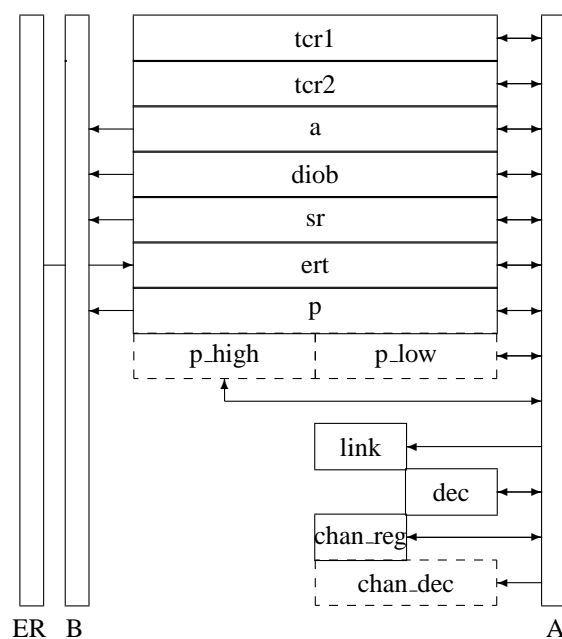 tcr1
tcr2
a
diob
sr
ert
p
p_high p_low
link
dec
chan_reg
chan_dec
ER B A